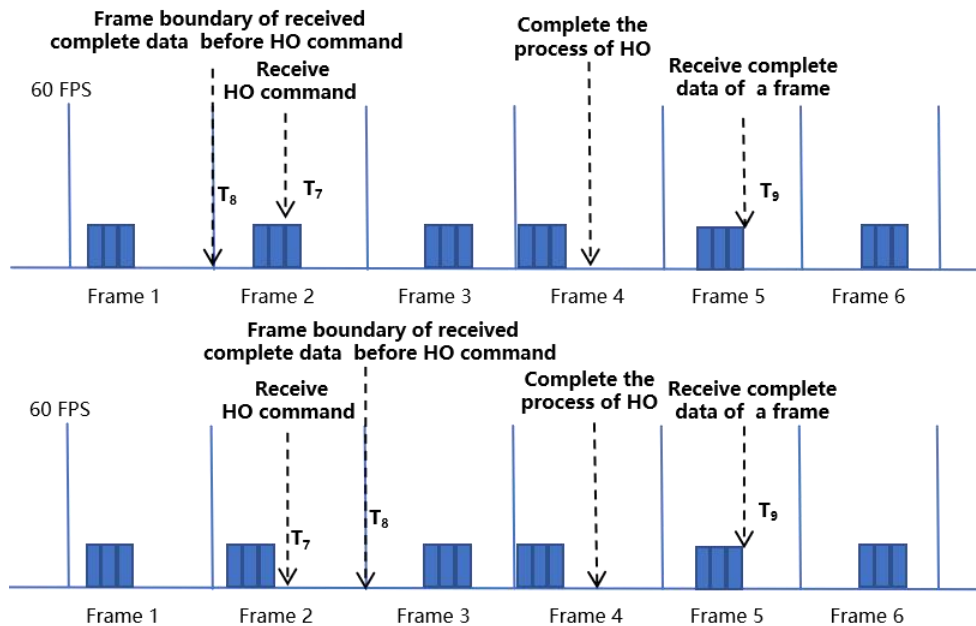 Frame boundary of received
complete data before HO command
Receive
HO command
Complete the
process of HO
Receive complete
data of a frame
60 FPS
T₈
T₇
T₉
Frame 1
Frame 2
Frame 3
Frame 4
Frame 5
Frame 6
Frame boundary of received
complete data before HO command
Receive
HO command
Complete the
process of HO
Receive complete
data of a frame
60 FPS
T₇
T₈
T₉
Frame 1
Frame 2
Frame 3
Frame 4
Frame 5
Frame 6